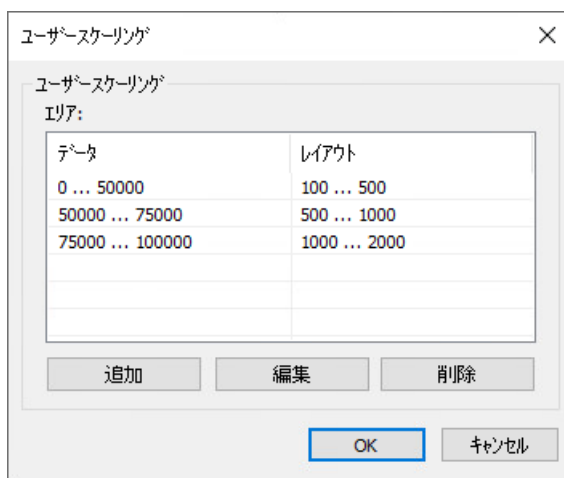 ユーザースケーリング
ユーザースケーリング
エリア:
データ レイアウト
0 ... 50000 100 ... 500
50000 ... 75000 500 ... 1000
75000 ... 100000 1000 ... 2000
追加 編集 削除
OK キャンセル